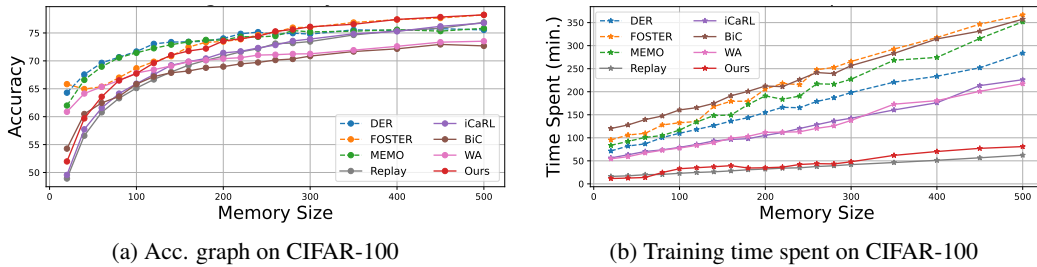 75
70
65
60
55
50
Accuracy
DER
FOSTER
MEMO
Replay
iCaRL
BiC
WA
Ours
0 100 200 300 400 500
Memory Size
(a) Acc. graph on CIFAR-100
350
300
250
200
150
100
50
0
Time Spent (min.)
DER
FOSTER
MEMO
Replay
iCaRL
BiC
WA
Ours
0 100 200 300 400 500
Memory Size
(b) Training time spent on CIFAR-100